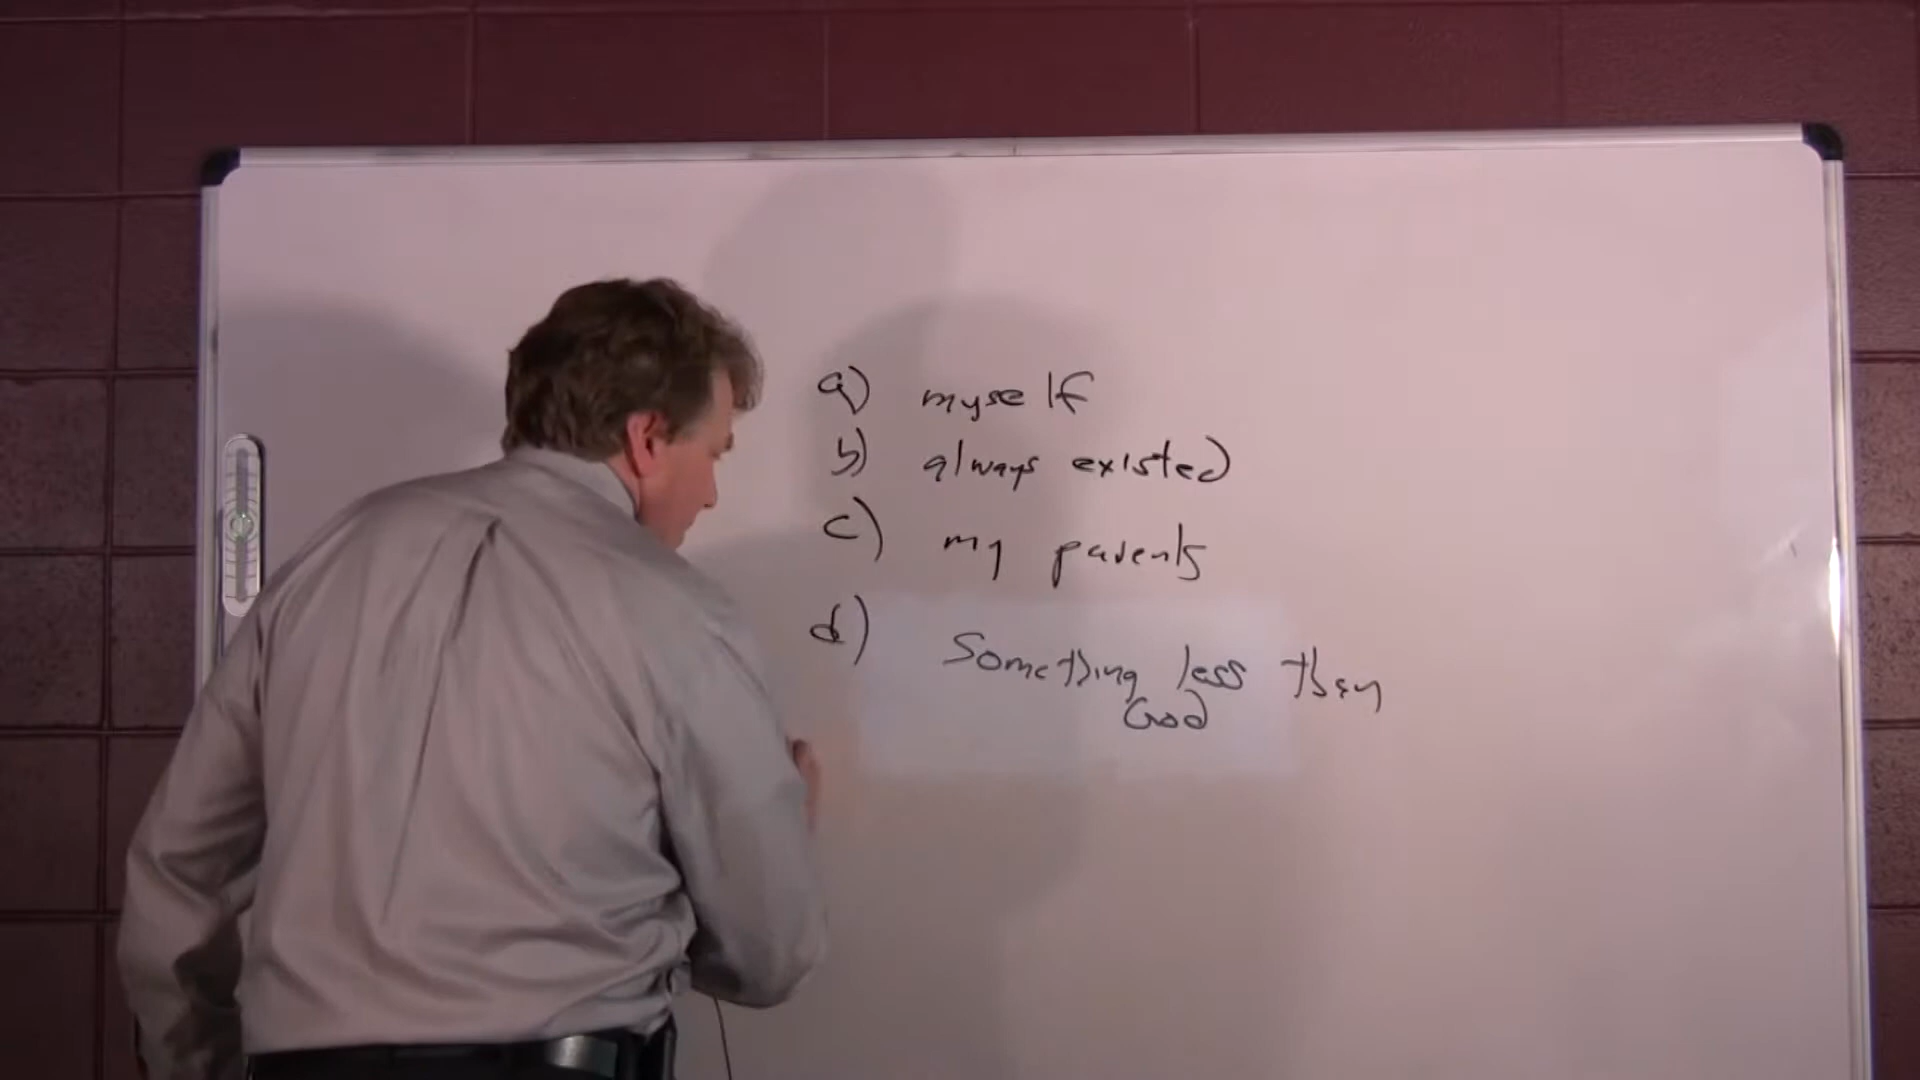 a) myself
b) always existed
c) my parents
d) Something less than
God